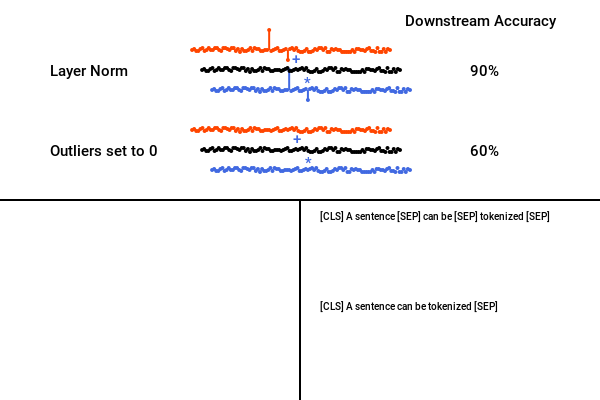 Downstream Accuracy
+
Layer Norm 90%
*
+
Outliers set to 0 60%
*
[CLS] A sentence [SEP] can be [SEP] tokenized [SEP]
[CLS] A sentence can be tokenized [SEP]